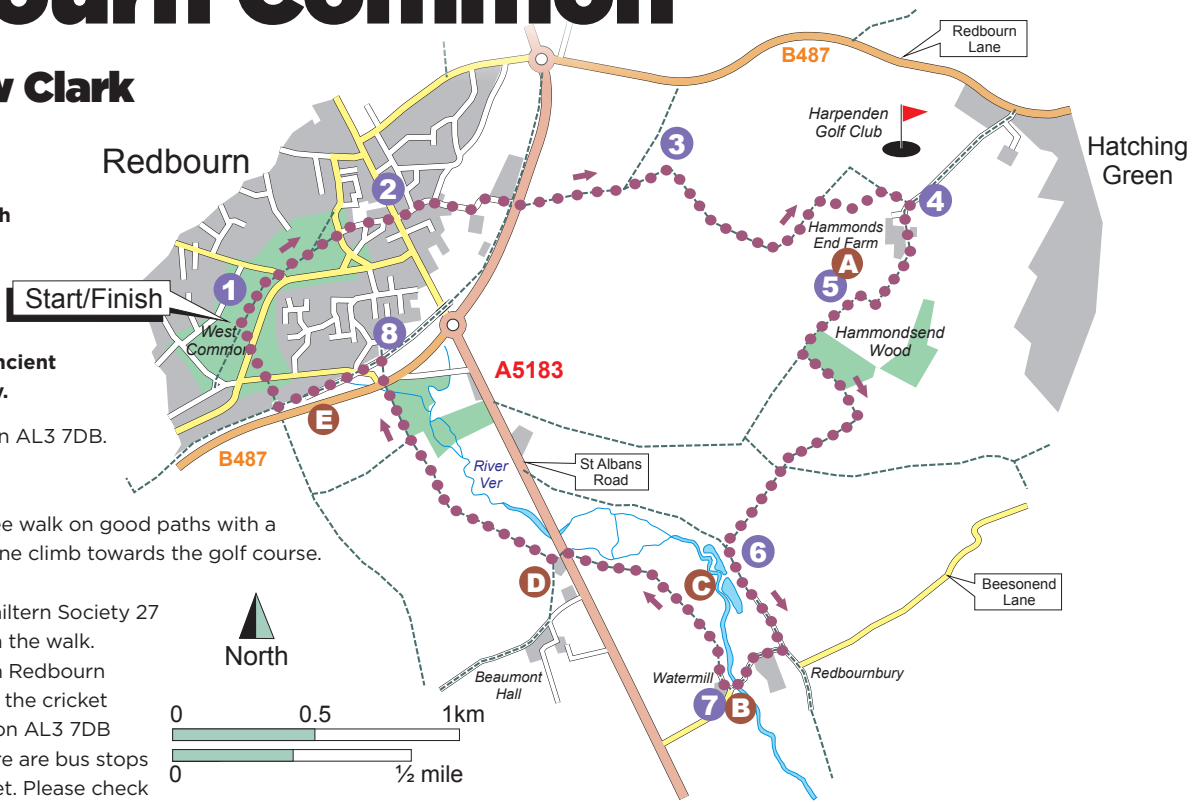 ourn Common
w Clark
h
ncient
y.
n AL3 7DB.
ee walk on good paths with a
ne climb towards the golf course.
iltern Society 27
n the walk.
n Redbourn
the cricket
on AL3 7DB
re are bus stops
et. Please check
Redbourn
Start/Finish
West
Common
1
2
3
4
5
6
7
8
A
B
C
D
E
B487
Redbourn
Lane
Harpenden
Golf Club
Hatching
Green
Hammonds
End Farm
Hammondsend
Wood
A5183
B487
River
Ver
St Albans
Road
Beesonend
Lane
Redbournbury
Watermill
Beaumont
Hall
North
0 0.5 1km
0 ½ mile